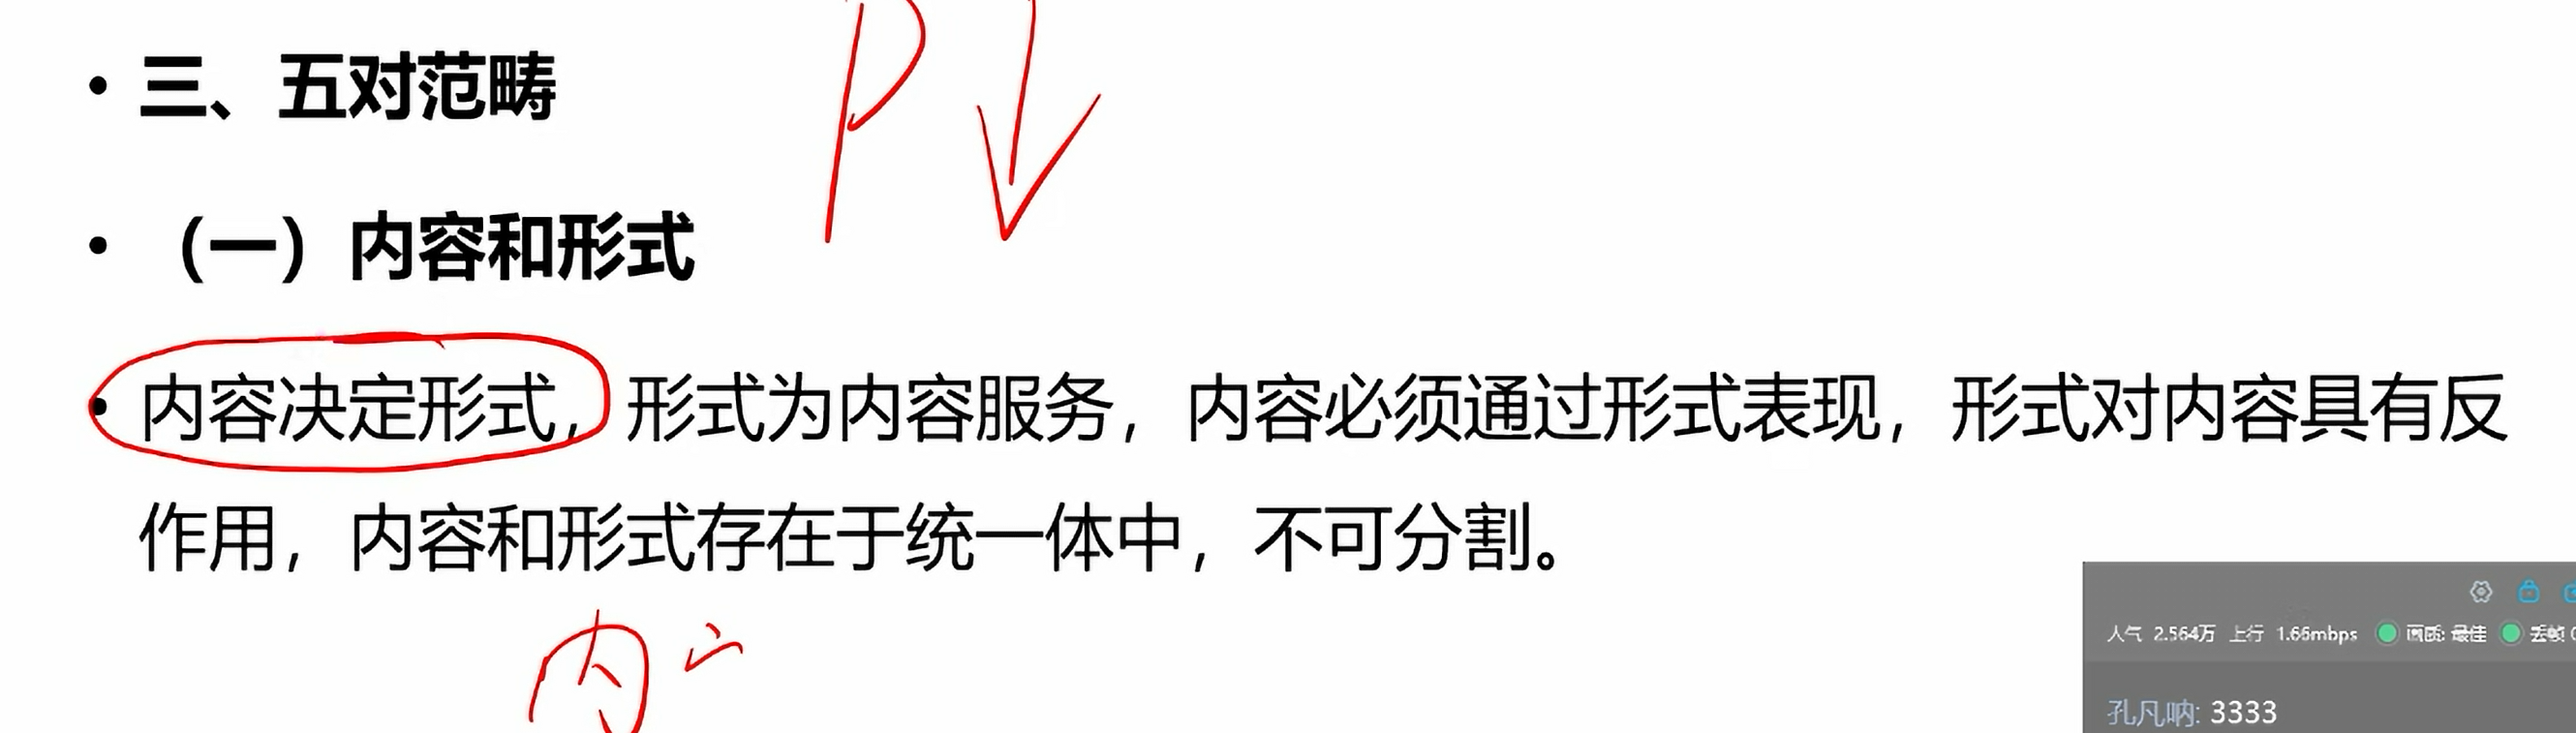 • 三、五对范畴
• （一）内容和形式
• 内容决定形式，形式为内容服务，内容必须通过形式表现，形式对内容具有反
作用，内容和形式存在于统一体中，不可分割。
内
人气 2.564万 上行 1.66mbps 画质: 最佳 丢帧
孔凡呐: 3333